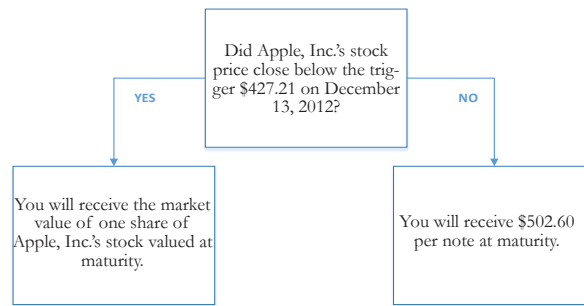 Did Apple, Inc.'s stock
price close below the trig-
ger $427.21 on December
13, 2012?
YES
NO
You will receive the market
value of one share of
Apple, Inc.'s stock valued at
maturity.
You will receive $502.60
per note at maturity.